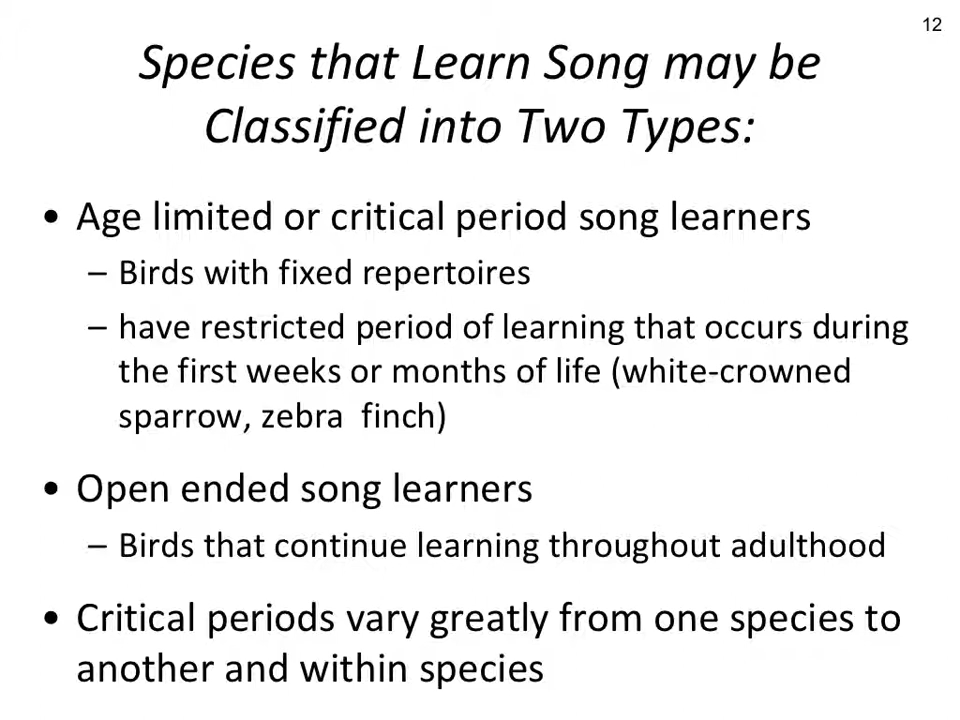 12
Species that Learn Song may be
Classified into Two Types:
• Age limited or critical period song learners
– Birds with fixed repertoires
– have restricted period of learning that occurs during
the first weeks or months of life (white-crowned
sparrow, zebra  finch)
• Open ended song learners
– Birds that continue learning throughout adulthood
• Critical periods vary greatly from one species to
another and within species